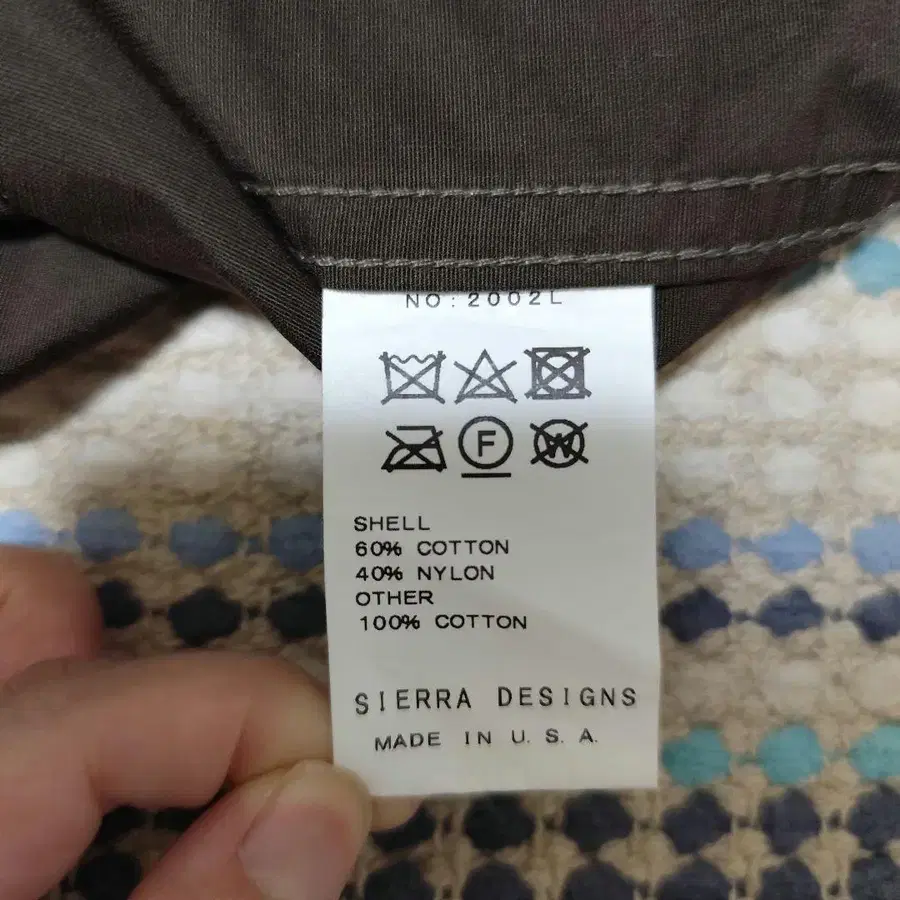 NO: 2002L
F
W
SHELL
60% COTTON
40% NYLON
OTHER
100% COTTON
SIERRA DESIGNS
MADE IN U. S. A.